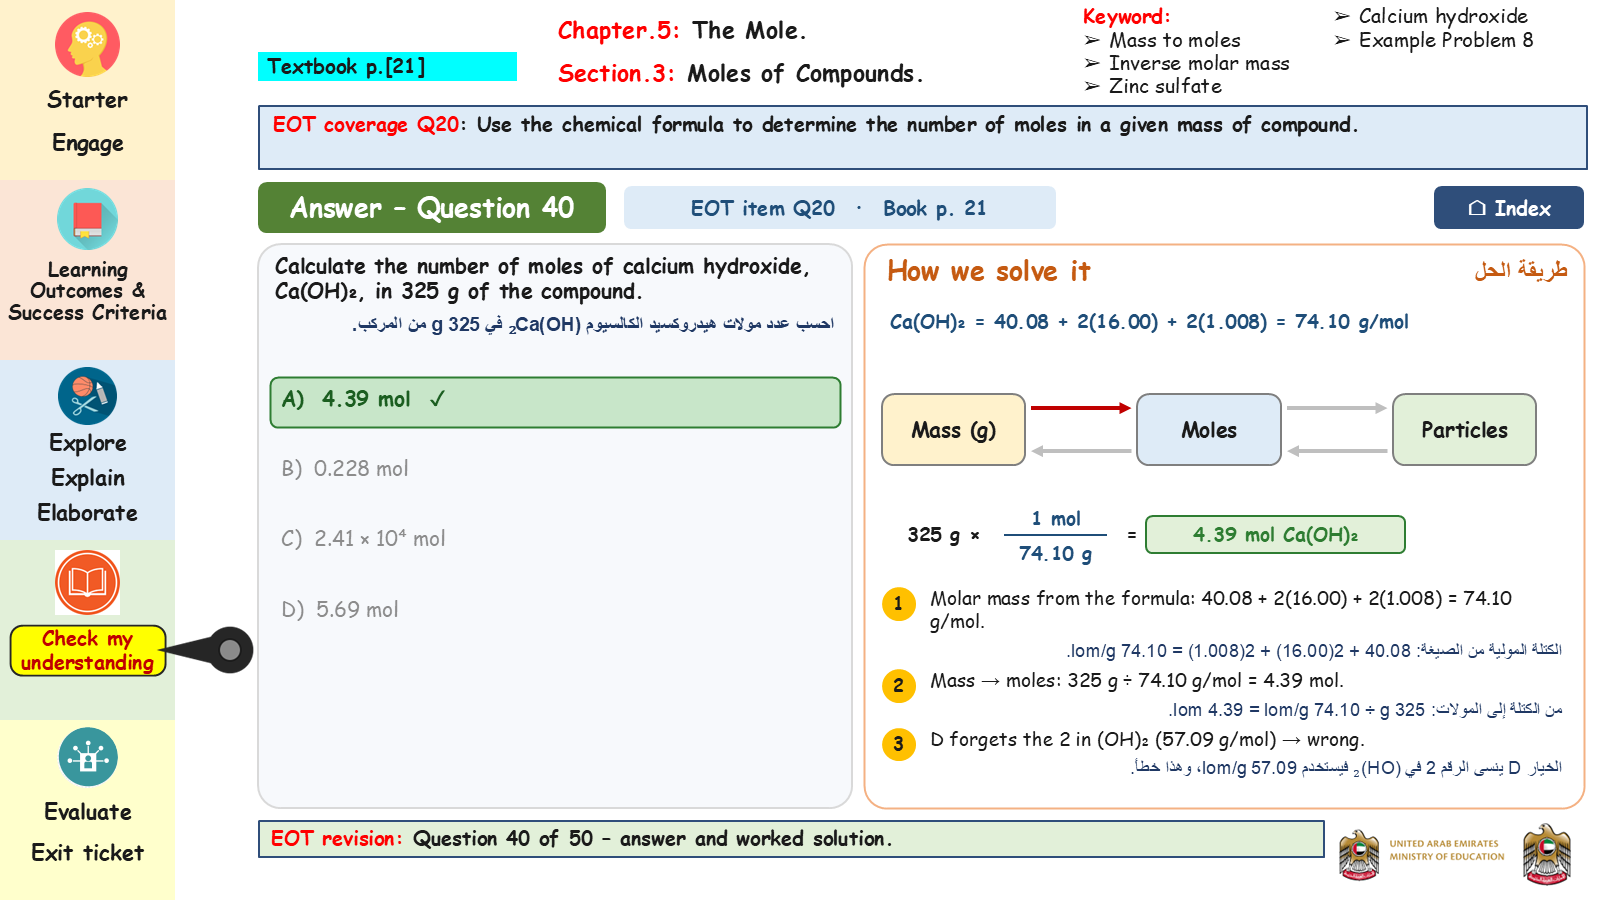 Starter
Engage
Learning
Outcomes &
Success Criteria
Explore
Explain
Elaborate
Check my
understanding
Evaluate
Exit ticket
Textbook p.[21]
Chapter.5: The Mole.
Section.3: Moles of Compounds.
Keyword:
➢ Mass to moles
➢ Inverse molar mass
➢ Zinc sulfate
➢ Calcium hydroxide
➢ Example Problem 8
EOT coverage Q20: Use the chemical formula to determine the number of moles in a given mass of compound.
Answer – Question 40
EOT item Q20 · Book p. 21
☖ Index
Calculate the number of moles of calcium hydroxide,
Ca(OH)₂, in 325 g of the compound.
احسب عدد مولات هيدروكسيد الكالسيوم Ca(OH)₂ في 325 g من المركب.
A) 4.39 mol ✓
B) 0.228 mol
C) 2.41 × 10⁴ mol
D) 5.69 mol
How we solve it
طريقة الحل
Ca(OH)₂ = 40.08 + 2(16.00) + 2(1.008) = 74.10 g/mol
Mass (g)
Moles
Particles
325 g × 1 mol / 74.10 g = 4.39 mol Ca(OH)₂
1 Molar mass from the formula: 40.08 + 2(16.00) + 2(1.008) = 74.10
g/mol.
الكتلة المولية من الصيغة: 40.08 + 2(16.00) + 2(1.008) = 74.10 g/mol.
2 Mass → moles: 325 g ÷ 74.10 g/mol = 4.39 mol.
من الكتلة إلى المولات: 325 g ÷ 74.10 g/mol = 4.39 mol.
3 D forgets the 2 in (OH)₂ (57.09 g/mol) → wrong.
الخيار D ينسى الرقم 2 في (OH)₂ فيستخدم 57.09 g/mol، وهذا خطأ.
EOT revision: Question 40 of 50 – answer and worked solution.
UNITED ARAB EMIRATES
MINISTRY OF EDUCATION